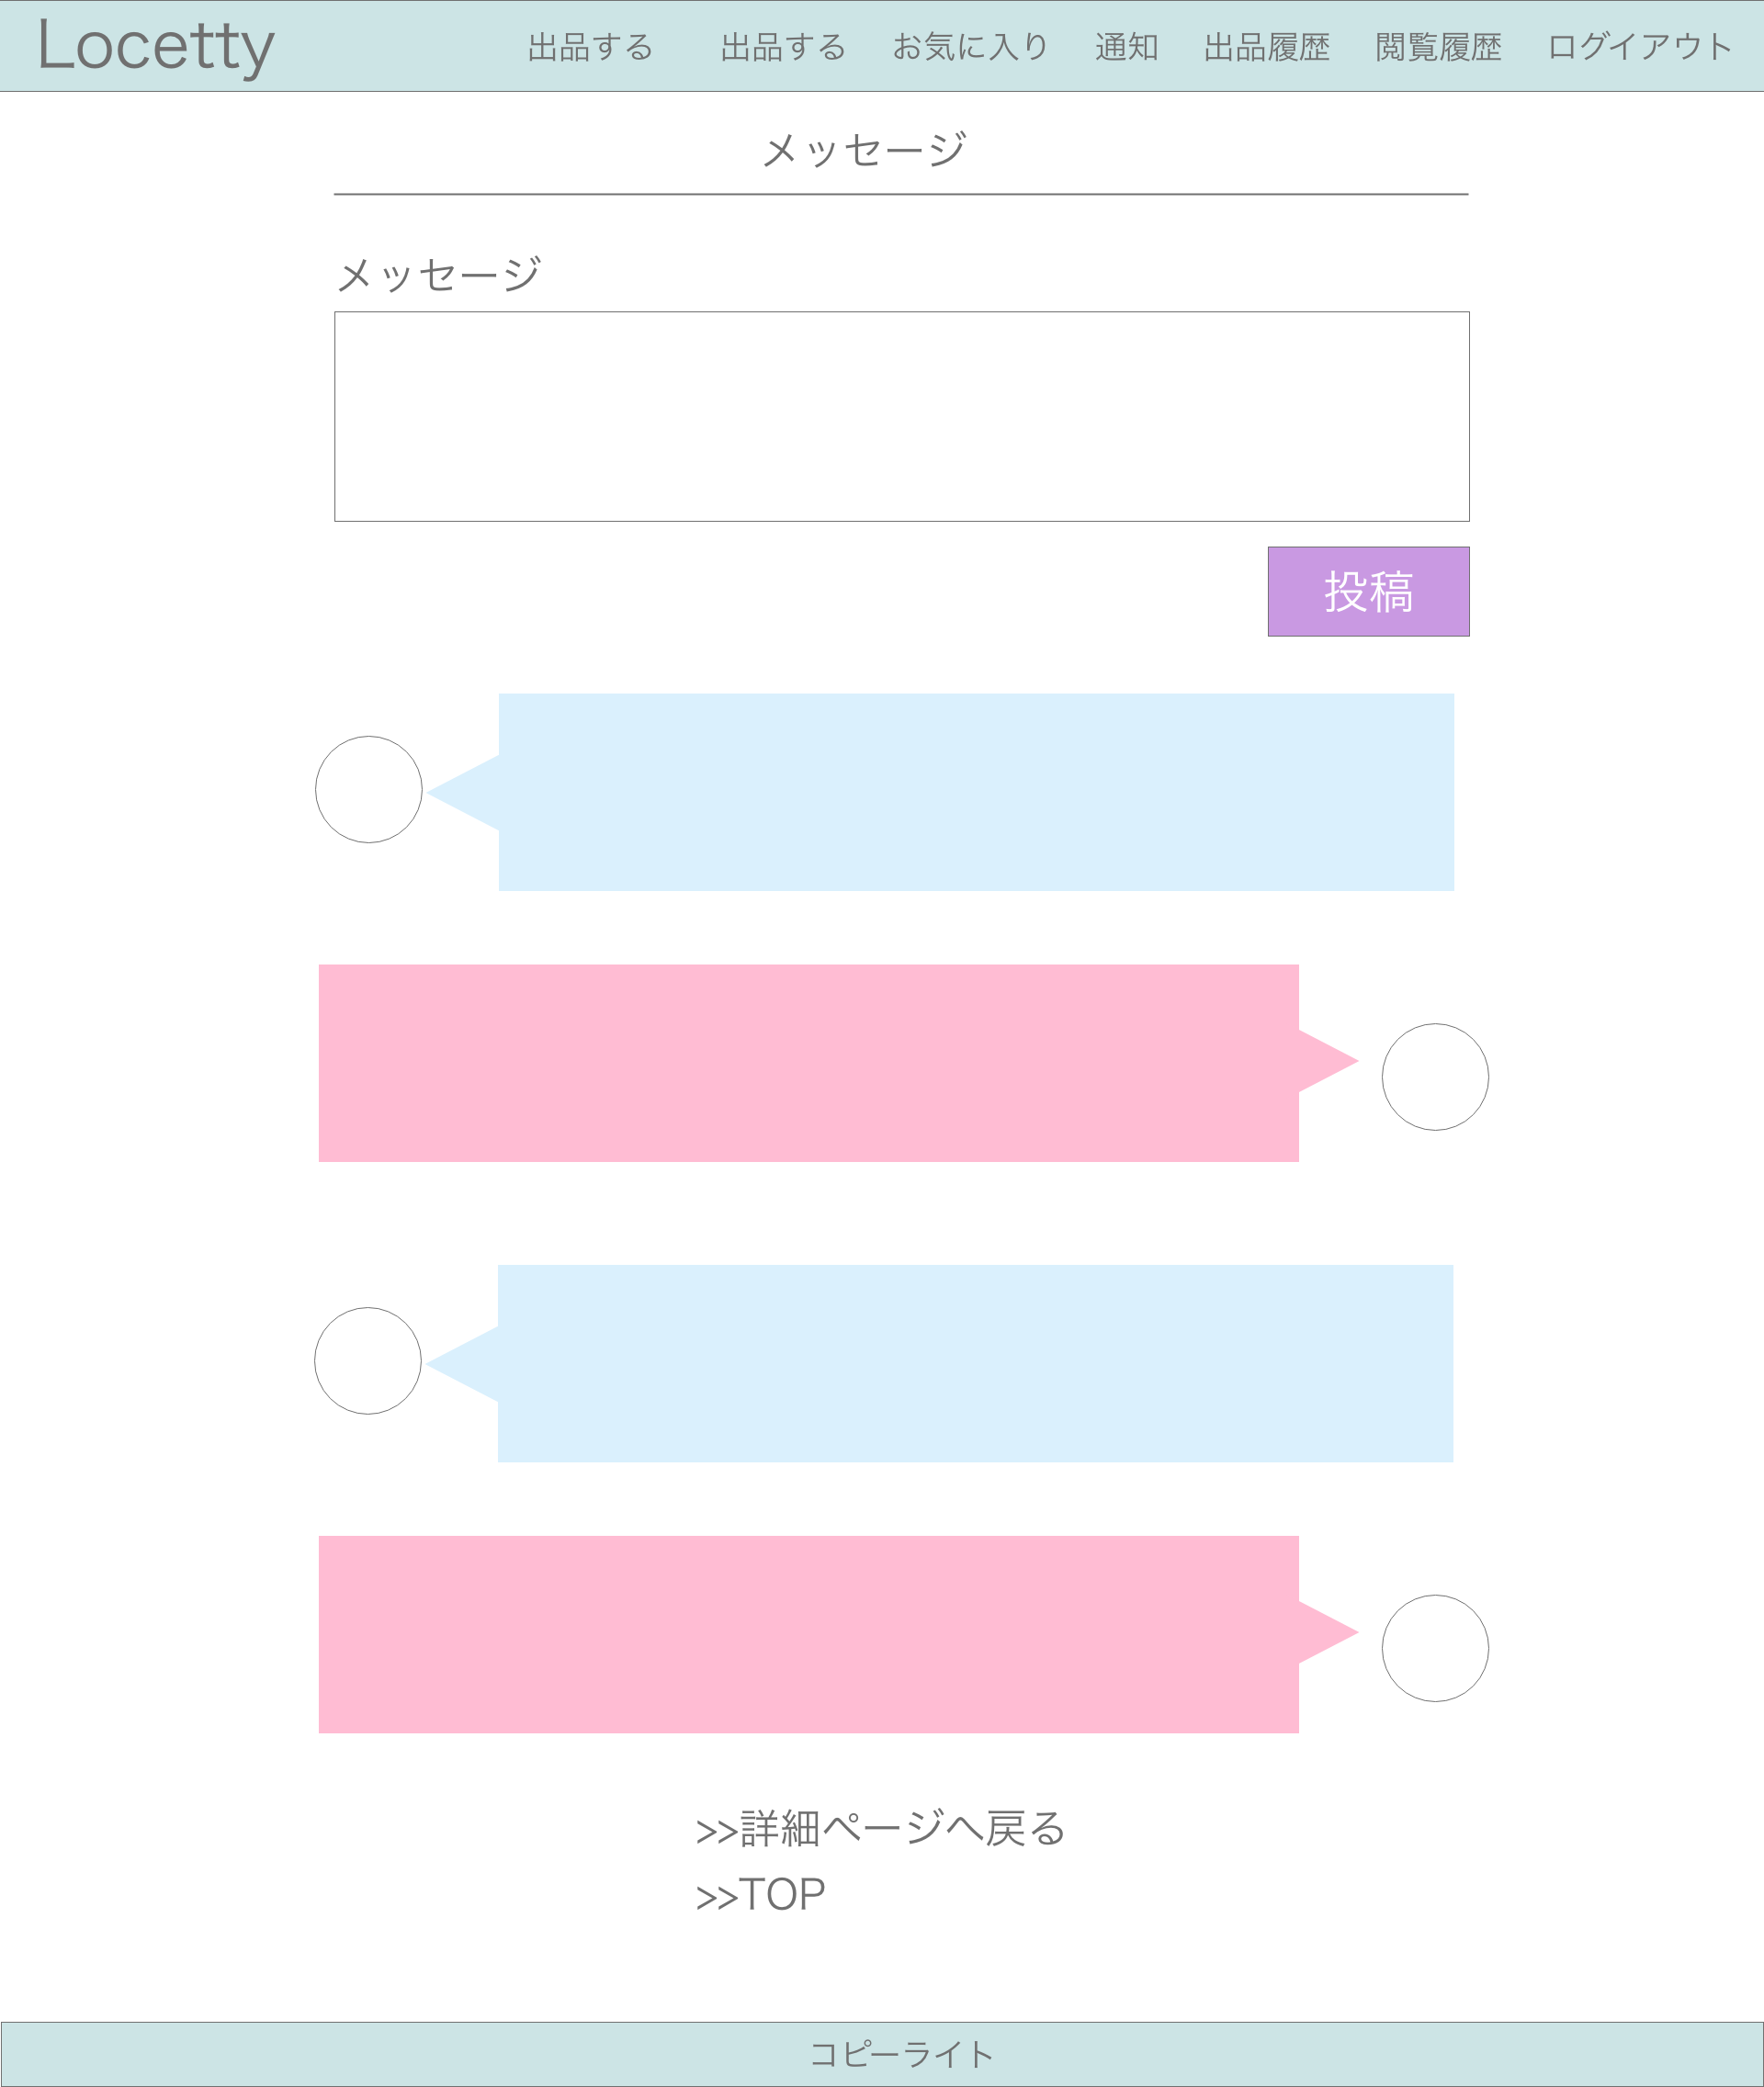 Locetty 出品する 出品する お気に入り 通知 出品履歴 閲覧履歴 ログイアウト
メッセージ
メッセージ
投稿
>>詳細ページへ戻る
>>TOP
コピーライト